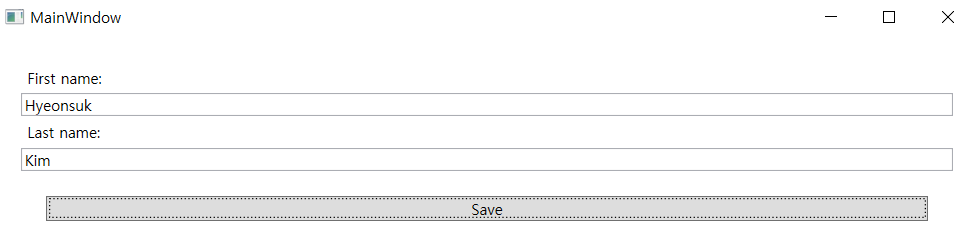 MainWindow
First name:
Hyeonsuk
Last name:
Kim
Save